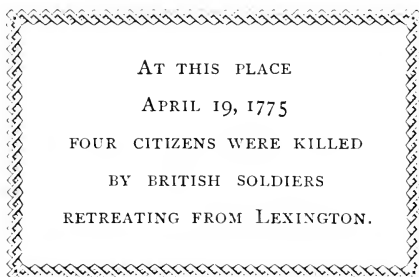 At this place
April 19, 1775
four citizens were killed
by british soldiers
retreating from Lexington.